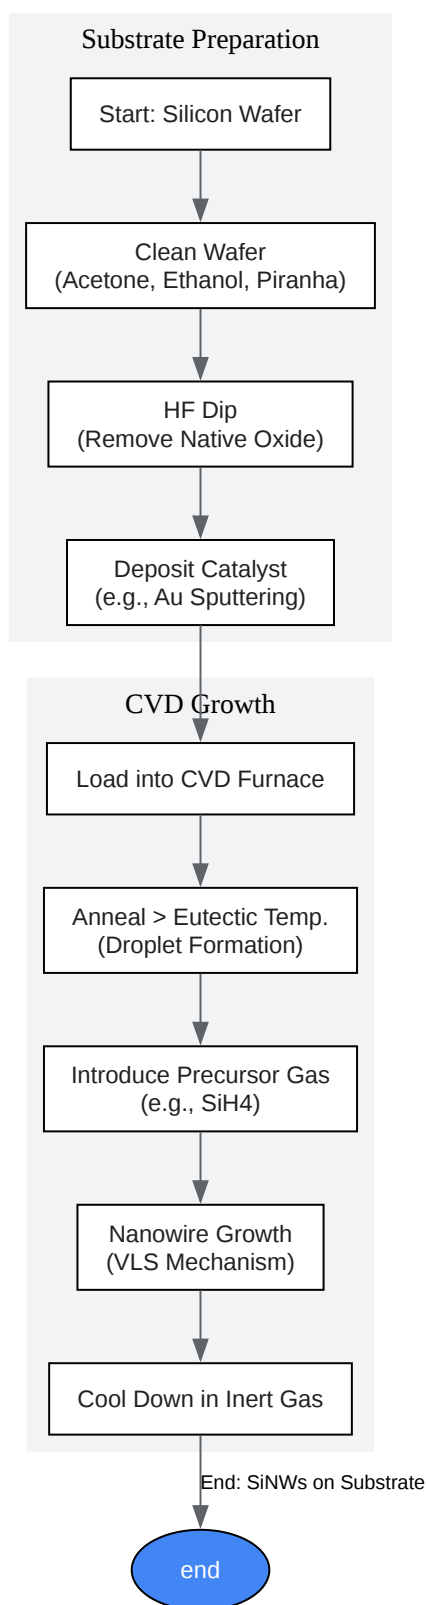 Substrate Preparation
Start: Silicon Wafer
Clean Wafer
(Acetone, Ethanol, Piranha)
HF Dip
(Remove Native Oxide)
Deposit Catalyst
(e.g., Au Sputtering)
CVD Growth
Load into CVD Furnace
Anneal > Eutectic Temp.
(Droplet Formation)
Introduce Precursor Gas
(e.g., SiH4)
Nanowire Growth
(VLS Mechanism)
Cool Down in Inert Gas
End: SiNWs on Substrate
end